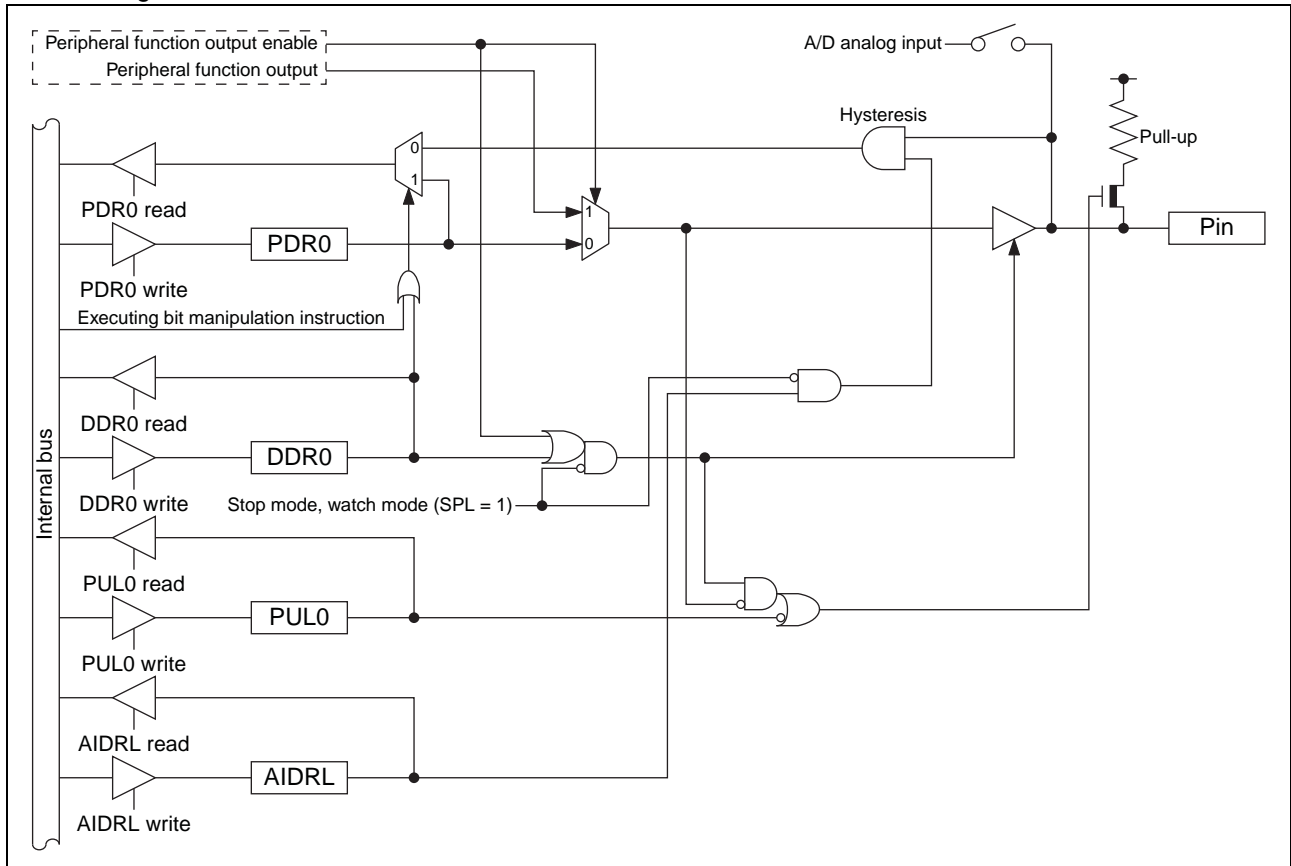 Peripheral function output enable
Peripheral function output
A/D analog input
Hysteresis
Pull-up
0
1
PDR0 read
1
PDR0
0
Pin
PDR0 write
Executing bit manipulation instruction
DDR0 read
DDR0
DDR0 write
Stop mode, watch mode (SPL = 1)
Internal bus
PUL0 read
PUL0
PUL0 write
AIDRL read
AIDRL
AIDRL write